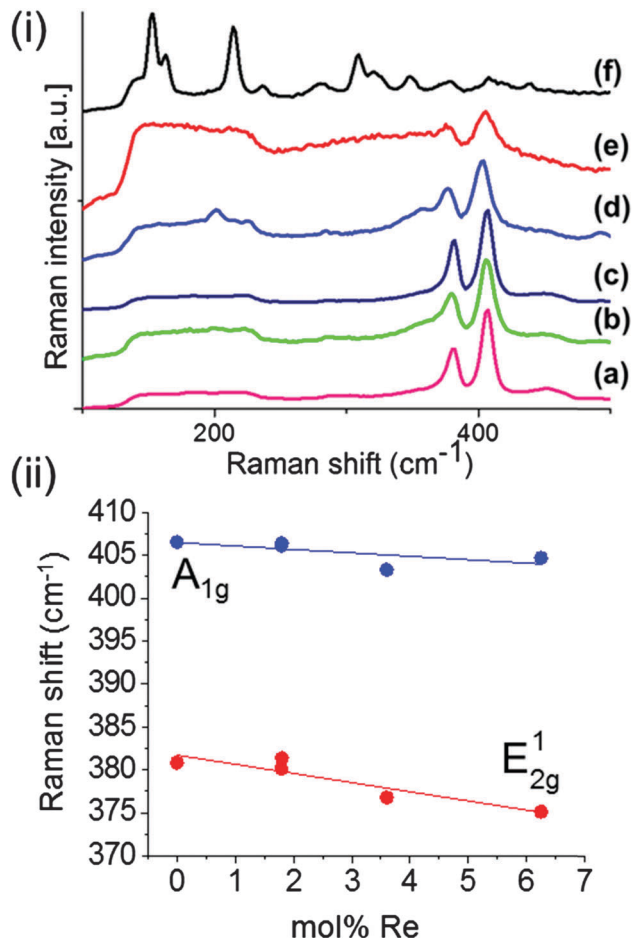 (i)
Raman intensity [a.u.]
(f)
(e)
(d)
(c)
(b)
(a)
200 400
Raman shift (cm⁻¹)
(ii)
Raman shift (cm⁻¹)
410
405
400
395
390
385
380
375
370
A₁g
E¹₂g
0 1 2 3 4 5 6 7
mol% Re